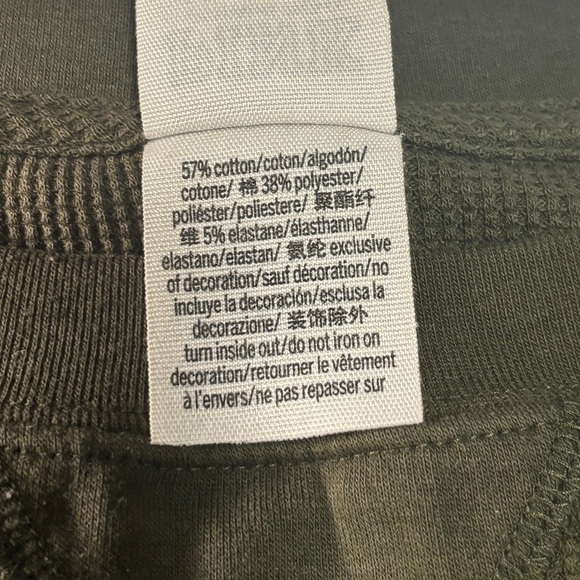 57% cotton/coton/algodón/
cotone/ 棉 38% polyester/
poliéster/poliestere/ 聚酯纤
维 5% elastane/élasthanne/
elastano/elastan/ 氨纶 exclusive
of decoration/sauf décoration/no
incluye la decoración/esclusa la
decorazione/ 装饰除外
turn inside out/do not iron on
decoration/retourner le vêtement
à l'envers/ne pas repasser sur